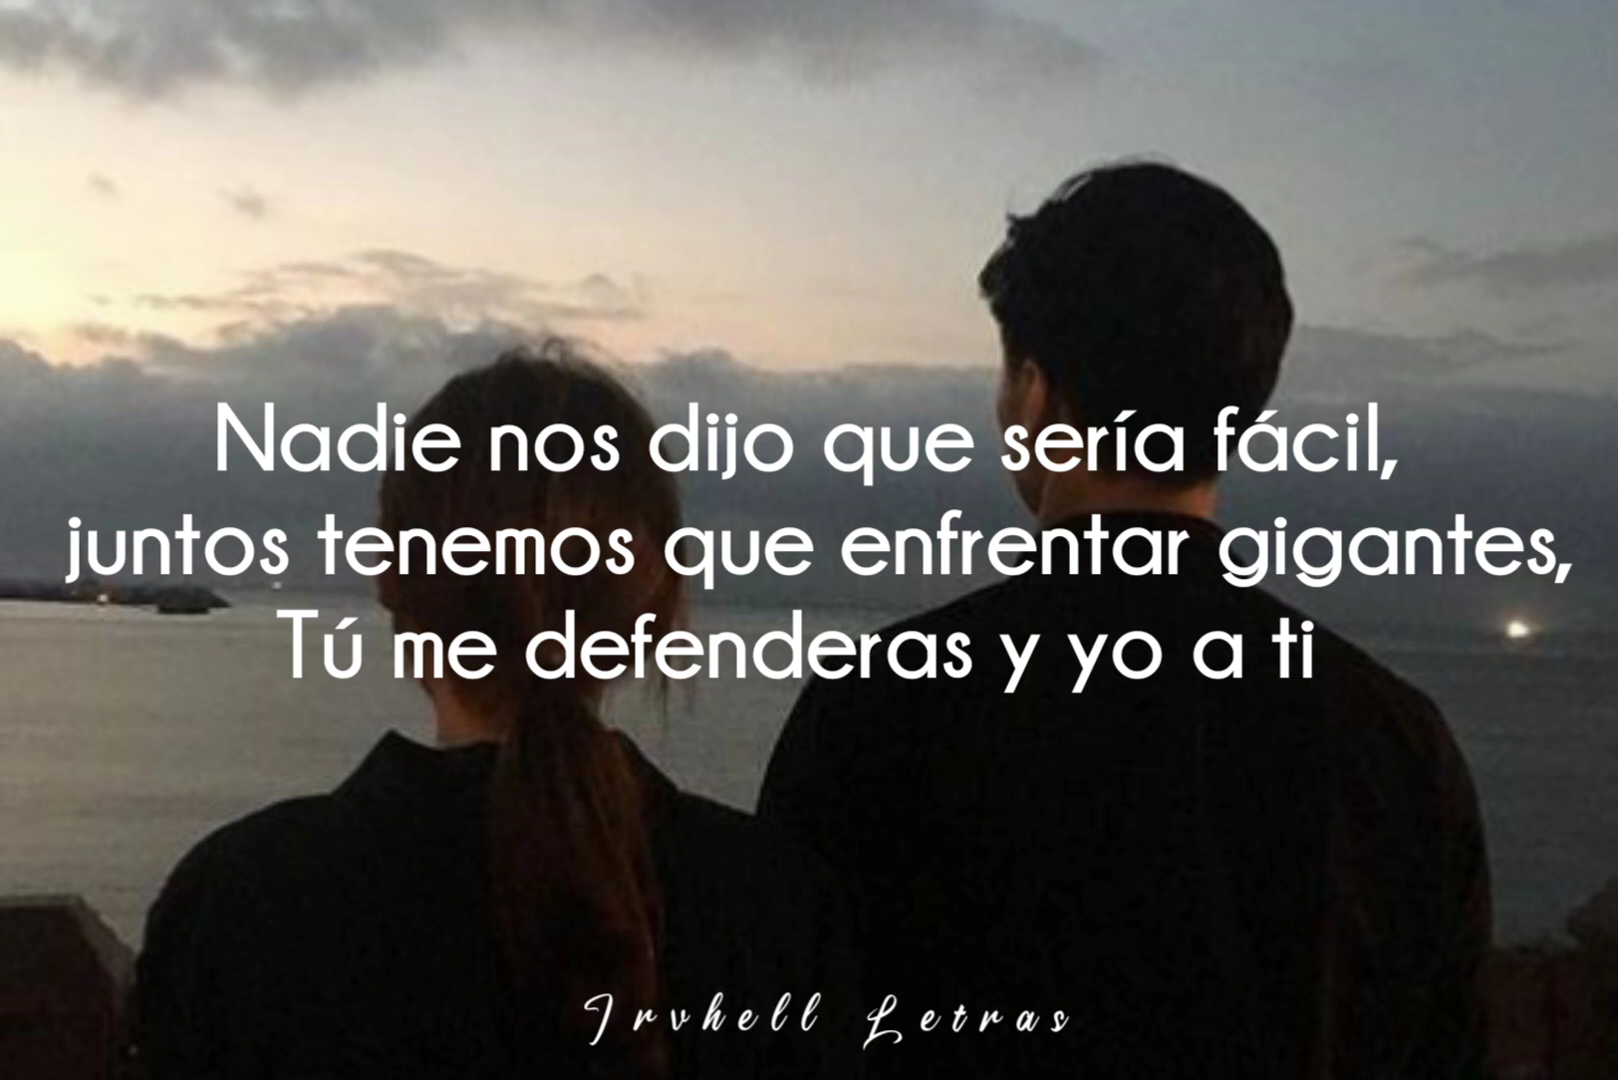 Nadie nos dijo que sería fácil,
juntos tenemos que enfrentar gigantes,
Tú me defenderas y yo a ti
Irvhell Letras